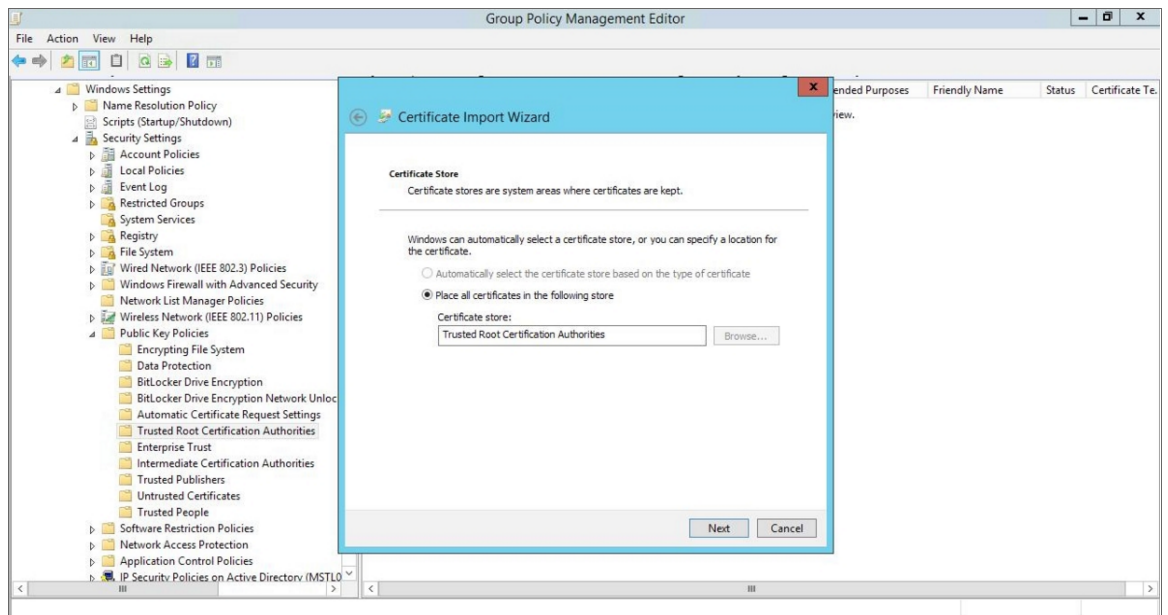 Group Policy Management Editor
X
File Action View Help
Windows Settings
Name Resolution Policy
Scripts (Startup/Shutdown)
Security Settings
Account Policies
Local Policies
Event Log
Restricted Groups
System Services
Registry
File System
Wired Network (IEEE 802.3) Policies
Windows Firewall with Advanced Security
Network List Manager Policies
Wireless Network (IEEE 802.11) Policies
Public Key Policies
Encrypting File System
Data Protection
BitLocker Drive Encryption
BitLocker Drive Encryption Network Unloc
Automatic Certificate Request Settings
Trusted Root Certification Authorities
Enterprise Trust
Intermediate Certification Authorities
Trusted Publishers
Untrusted Certificates
Trusted People
Software Restriction Policies
Network Access Protection
Application Control Policies
IP Security Policies on Active Directory (MSTL0
x
Certificate Import Wizard
Certificate Store
Certificate stores are system areas where certificates are kept.
Windows can automatically select a certificate store, or you can specify a location for
the certificate.
Automatically select the certificate store based on the type of certificate
Place all certificates in the following store
Certificate store:
Trusted Root Certification Authorities
Browse...
Next Cancel
ended Purposes Friendly Name Status Certificate Te.
view.